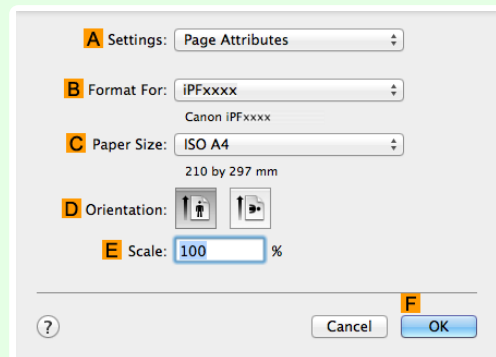 A Settings: Page Attributes
B Format For: iPFxxxx
Canon iPFxxxx
C Paper Size: ISO A4
210 by 297 mm
D Orientation:
E Scale: 100 %
F
? Cancel OK